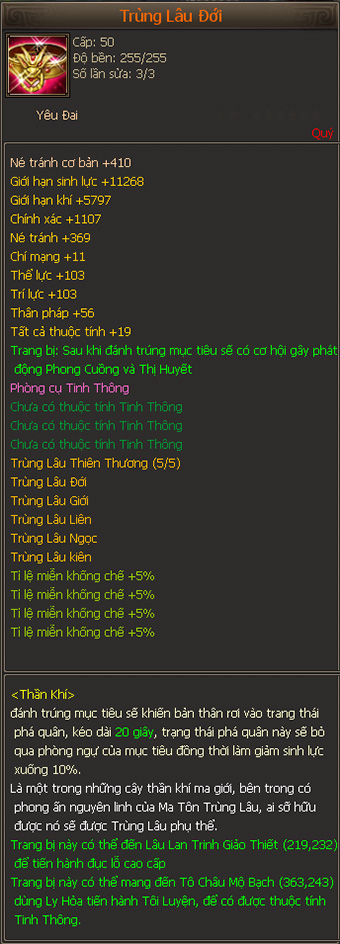 Trùng Lâu Đới
Cấp: 50
Độ bền: 255/255
Số lần sửa: 3/3
Yêu Đai
Quý
Né tránh cơ bản +410
Giới hạn sinh lực +11268
Giới hạn khí +5797
Chính xác +1107
Né tránh +369
Chí mạng +11
Thể lực +103
Trí lực +103
Thân pháp +56
Tất cả thuộc tính +19
Trang bị: Sau khi đánh trúng mục tiêu sẽ có cơ hội gây phát
động Phong Cuồng và Thị Huyết
Phòng cụ Tinh Thông
Chưa có thuộc tính Tinh Thông
Chưa có thuộc tính Tinh Thông
Chưa có thuộc tính Tinh Thông
Trùng Lâu Thiên Thương (5/5)
Trùng Lâu Đới
Trùng Lâu Giới
Trùng Lâu Liên
Trùng Lâu Ngọc
Trùng Lâu kiên
Tỉ lệ miễn khống chế +5%
Tỉ lệ miễn khống chế +5%
Tỉ lệ miễn khống chế +5%
Tỉ lệ miễn khống chế +5%
<Thần Khí>
đánh trúng mục tiêu sẽ khiến bản thân rơi vào trang thái
phá quân, kéo dài 20 giây, trạng thái phá quân này sẽ bỏ
qua phòng ngự của mục tiêu đồng thời làm giảm sinh lực
xuống 10%.
Là một trong những cây thần khí ma giới, bên trong có
phong ấn nguyên linh của Ma Tôn Trùng Lâu, ai sở hữu
được nó sẽ được Trùng Lâu phụ thể.
Trang bị này có thể đến Lâu Lan Trinh Giảo Thiết (219,232)
để tiến hành đục lỗ cao cấp
Trang bị này có thể mang đến Tô Châu Mộ Bạch (363,243)
dùng Ly Hỏa tiến hành Tôi Luyện, để có được thuộc tính
Tinh Thông.